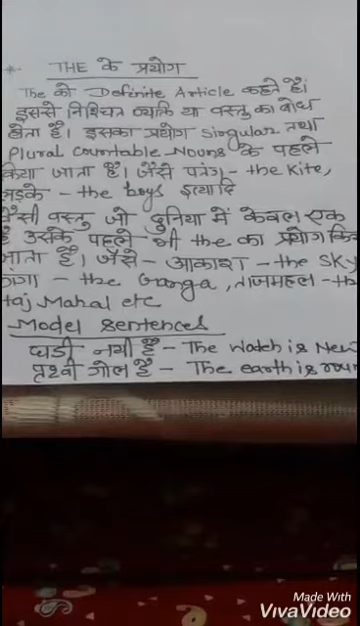 * THE के प्रयोग
The को Definite Article कहते हैं।
इससे निश्चित व्यक्ति या वस्तु का बोध
होता है। इसका प्रयोग singular तथा
Plural Countable Nouns के पहले
किया जाता है। जैसे पतंग - the kite,
लड़के - the boys इत्यादि
वैसी वस्तु जो दुनिया में केवल एक
है उसके पहले भी the का प्रयोग किया
जाता है। जैसे - आकाश - the sky
गंगा - the Ganga, ताजमहल - the
taj Mahal etc
Model sentences
घड़ी नयी है - The watch is New
पृथ्वी गोल है - The earth is roun
Made With
VivaVideo